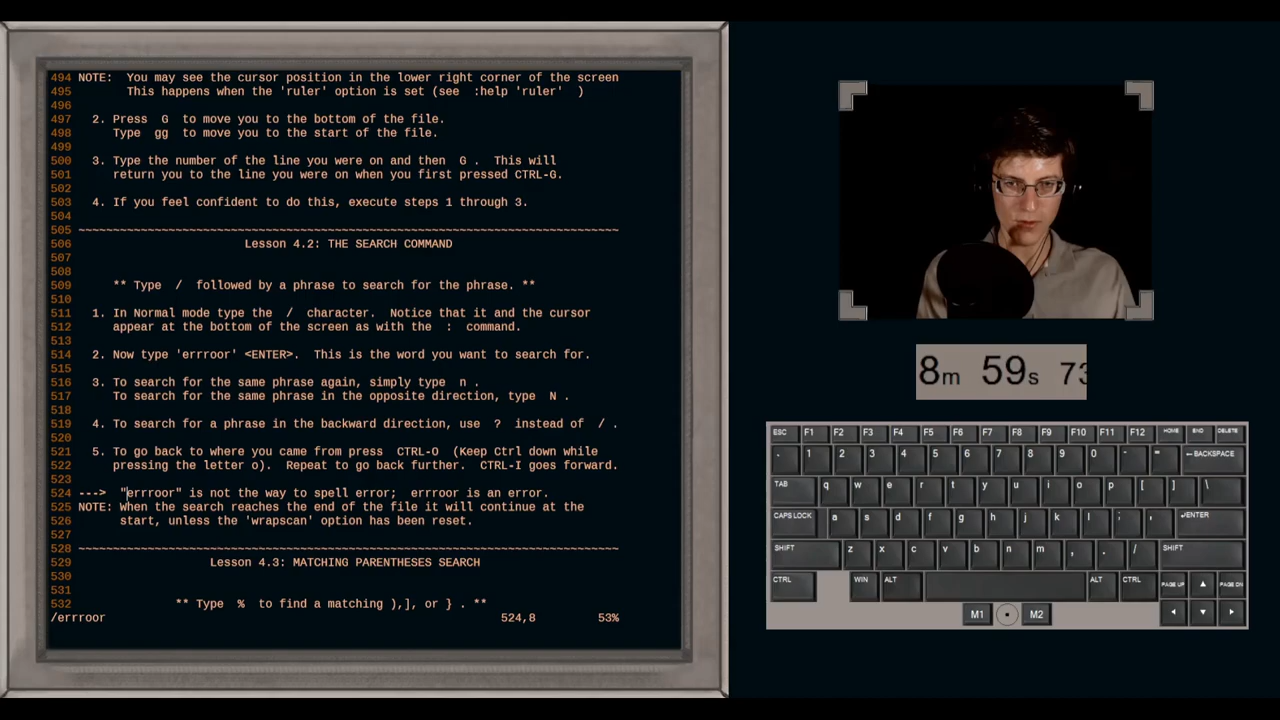 494 NOTE:  You may see the cursor position in the lower right corner of the screen
495        This happens when the 'ruler' option is set (see  :help 'ruler'  )
496
497   2. Press  G  to move you to the bottom of the file.
498      Type  gg  to move you to the start of the file.
499
500   3. Type the number of the line you were on and then  G .  This will
501      return you to the line you were on when you first pressed CTRL-G.
502
503   4. If you feel confident to do this, execute steps 1 through 3.
504
505 ~~~~~~~~~~~~~~~~~~~~~~~~~~~~~~~~~~~~~~~~~~~~~~~~~~~~~~~~~~~~~~~~~~~~~~~~~~~~~~
506                         Lesson 4.2: THE SEARCH COMMAND
507
508
509      ** Type  /  followed by a phrase to search for the phrase. **
510
511   1. In Normal mode type the  /  character.  Notice that it and the cursor
512      appear at the bottom of the screen as with the  :  command.
513
514   2. Now type 'errroor' <ENTER>.  This is the word you want to search for.
515
516   3. To search for the same phrase again, simply type  n .
517      To search for the same phrase in the opposite direction, type  N .
518
519   4. To search for a phrase in the backward direction, use  ?  instead of  / .
520
521   5. To go back to where you came from press  CTRL-O  (Keep Ctrl down while
522      pressing the letter o).  Repeat to go back further.  CTRL-I goes forward.
523
524 --->  "errroor" is not the way to spell error;  errroor is an error.
525 NOTE: When the search reaches the end of the file it will continue at the
526       start, unless the 'wrapscan' option has been reset.
527
528 ~~~~~~~~~~~~~~~~~~~~~~~~~~~~~~~~~~~~~~~~~~~~~~~~~~~~~~~~~~~~~~~~~~~~~~~~~~~~~~
529                    Lesson 4.3: MATCHING PARENTHESES SEARCH
530
531
532               ** Type  %  to find a matching ),], or } . **
/errroor 524,8 53%
8m 59s 73
ESC F1 F2 F3 F4 F5 F6 F7 F8 F9 F10 F11 F12 HOME END DELETE
1 2 3 4 5 6 7 8 9 0 - = ←BACKSPACE
TAB q w e r t y u i o p [ ] \
CAPS LOCK a s d f g h j k l ; ' ↵ENTER
SHIFT z x c v b n m , . / SHIFT
CTRL WIN ALT ALT CTRL PAGE UP ▲ PAGE DN
M1 M2 ◄ ▼ ►